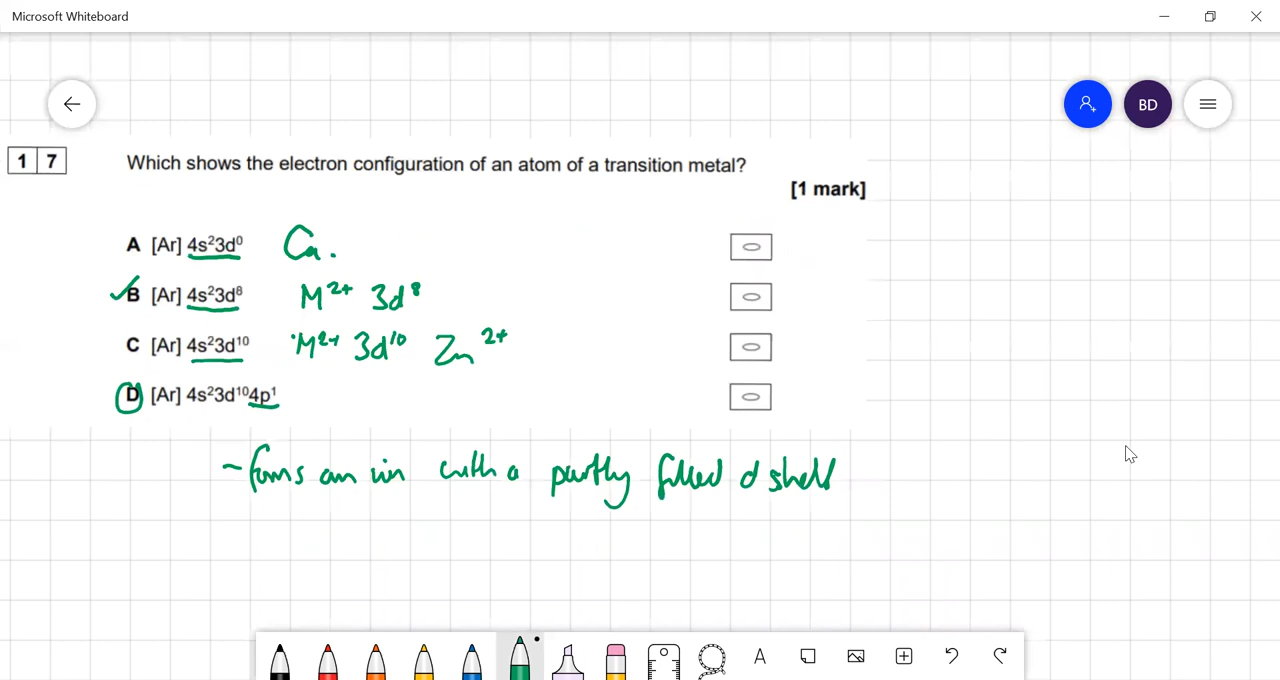 Microsoft Whiteboard
BD
1 7 Which shows the electron configuration of an atom of a transition metal?
[1 mark]
A [Ar] 4s²3d⁰ Ca.
B [Ar] 4s²3d⁸ M²⁺ 3d⁸
C [Ar] 4s²3d¹⁰ M²⁺ 3d¹⁰ Zn²⁺
D [Ar] 4s²3d¹⁰4p¹
- forms an ion with a partly filled d shell
A